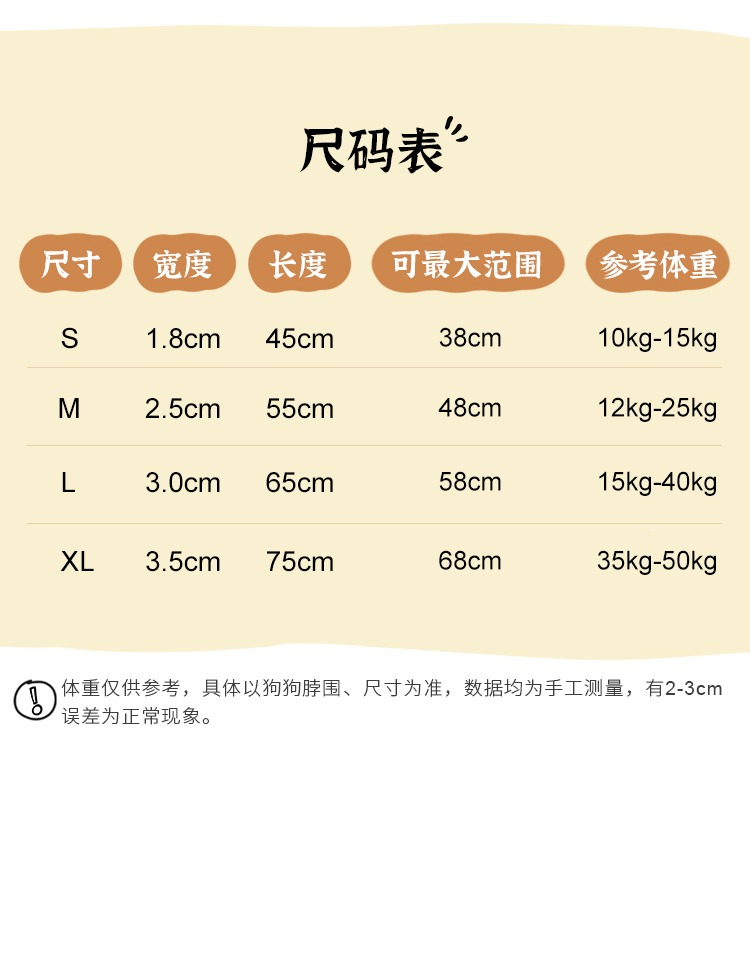 尺码表
尺寸 宽度 长度 可最大范围 参考体重
S 1.8cm 45cm 38cm 10kg-15kg
M 2.5cm 55cm 48cm 12kg-25kg
L 3.0cm 65cm 58cm 15kg-40kg
XL 3.5cm 75cm 68cm 35kg-50kg
体重仅供参考，具体以狗狗脖围、尺寸为准，数据均为手工测量，有2-3cm
误差为正常现象。